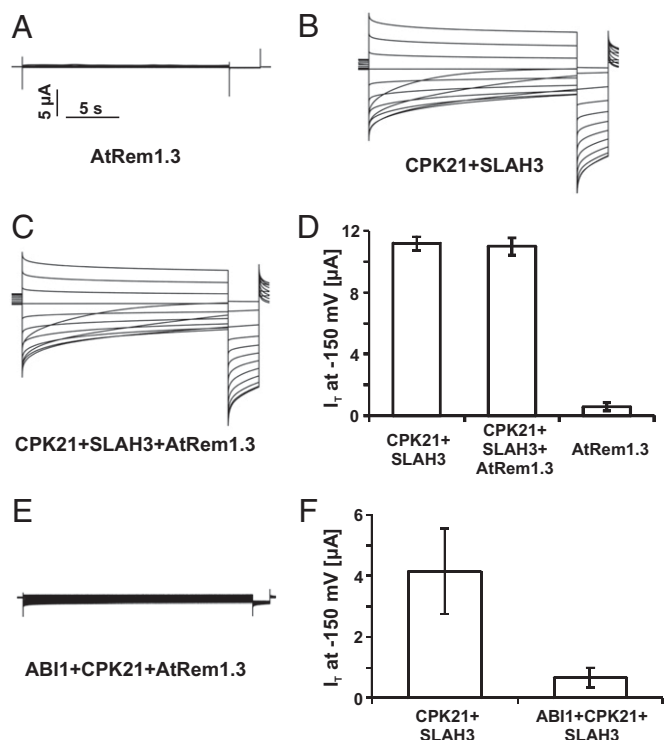 A
5 µA
5 s
AtRem1.3
B
CPK21+SLAH3
C
CPK21+SLAH3+AtRem1.3
D
I_T at -150 mV [µA]
12
8
4
0
CPK21+
SLAH3
CPK21+
SLAH3+
AtRem1.3
AtRem1.3
E
ABI1+CPK21+AtRem1.3
F
I_T at -150 mV [µA]
6
4
2
0
CPK21+
SLAH3
ABI1+CPK21+
SLAH3